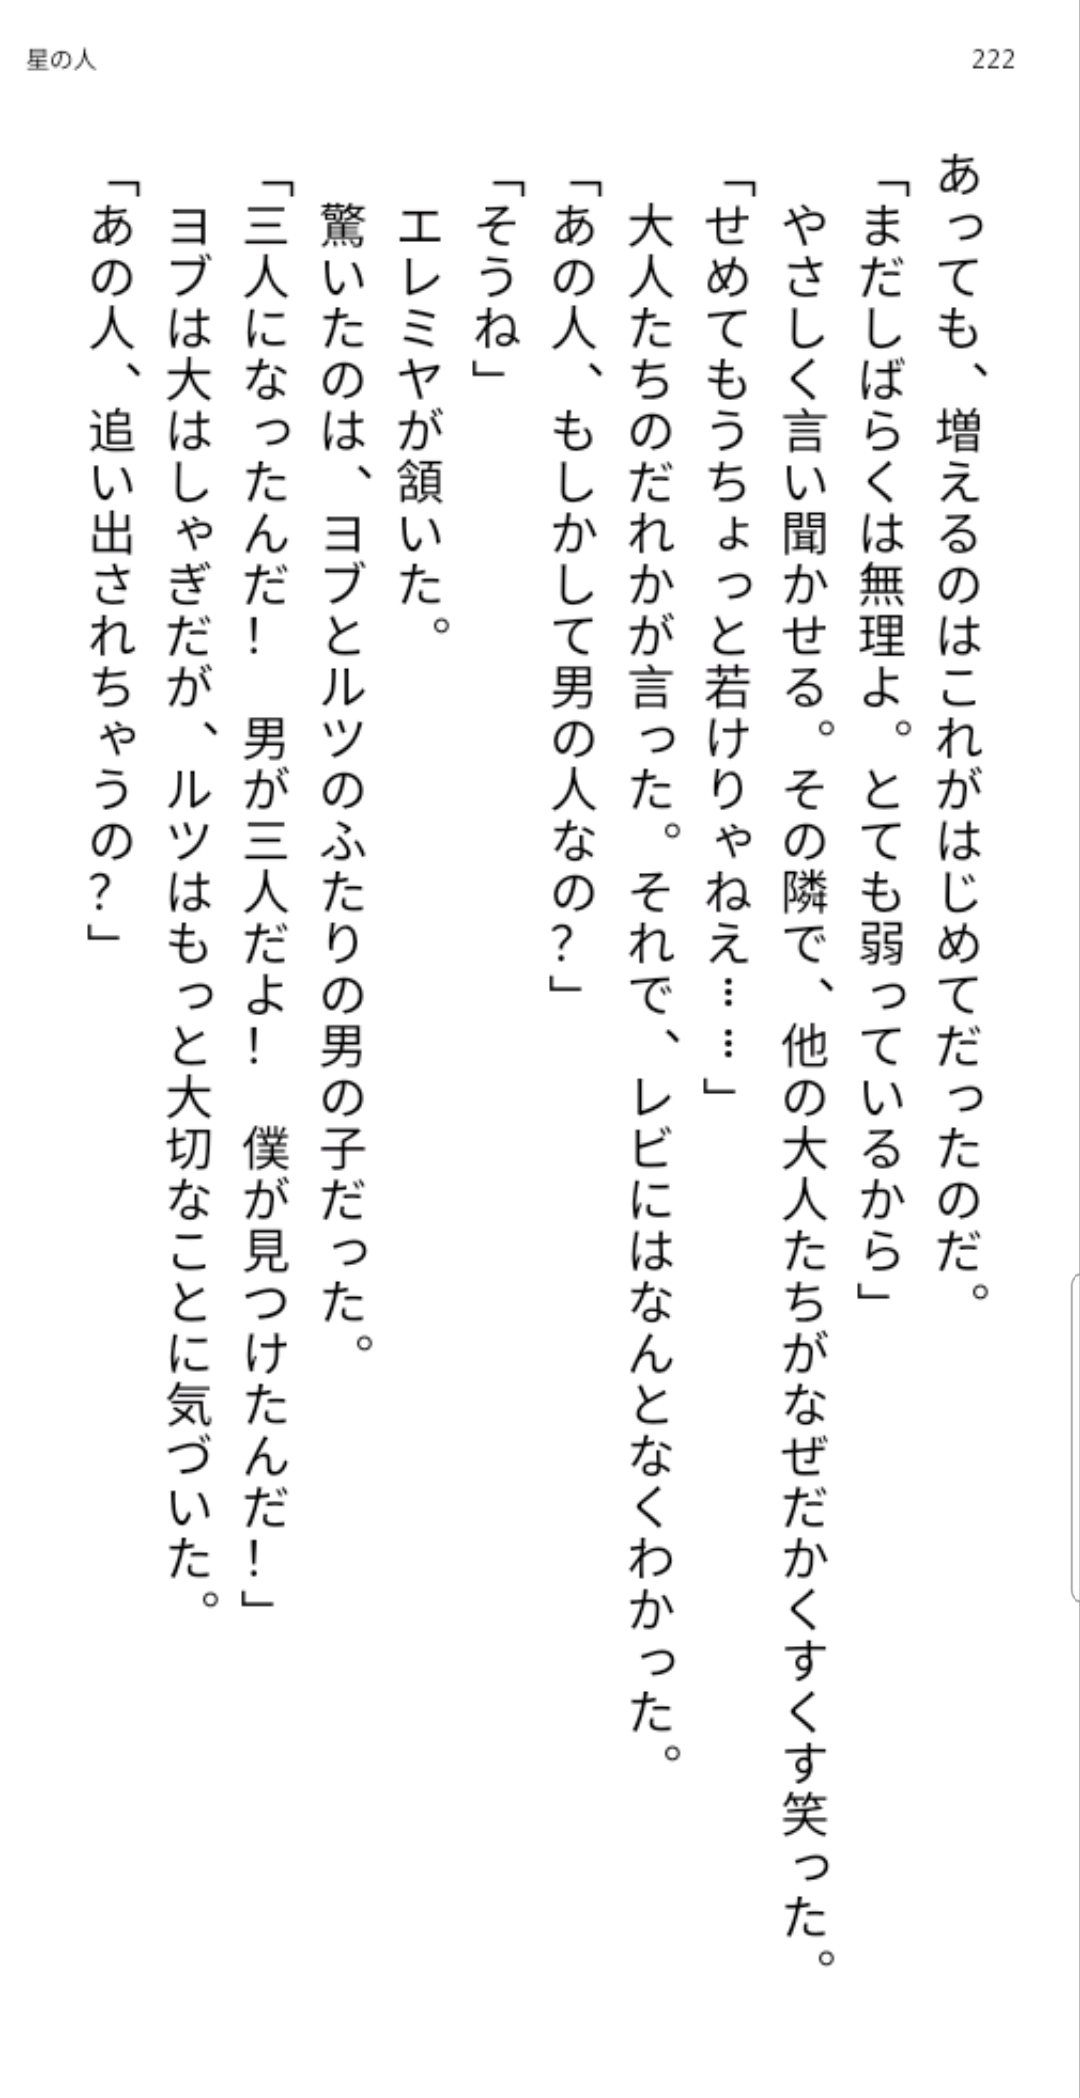 星の人
222
あっても、増えるのはこれがはじめてだったのだ。
「まだしばらくは無理よ。とても弱っているから」
やさしく言い聞かせる。その隣で、他の大人たちがなぜだかくすくす笑った。
「せめてもうちょっと若けりゃねえ……」
大人たちのだれかが言った。それで、レビにはなんとなくわかった。
「あの人、もしかして男の人なの？」
「そうね」
エレミヤが頷いた。
驚いたのは、ヨブとルツのふたりの男の子だった。
「三人になったんだ！　男が三人だよ！　僕が見つけたんだ！」
ヨブは大はしゃぎだが、ルツはもっと大切なことに気づいた。
「あの人、追い出されちゃうの？」